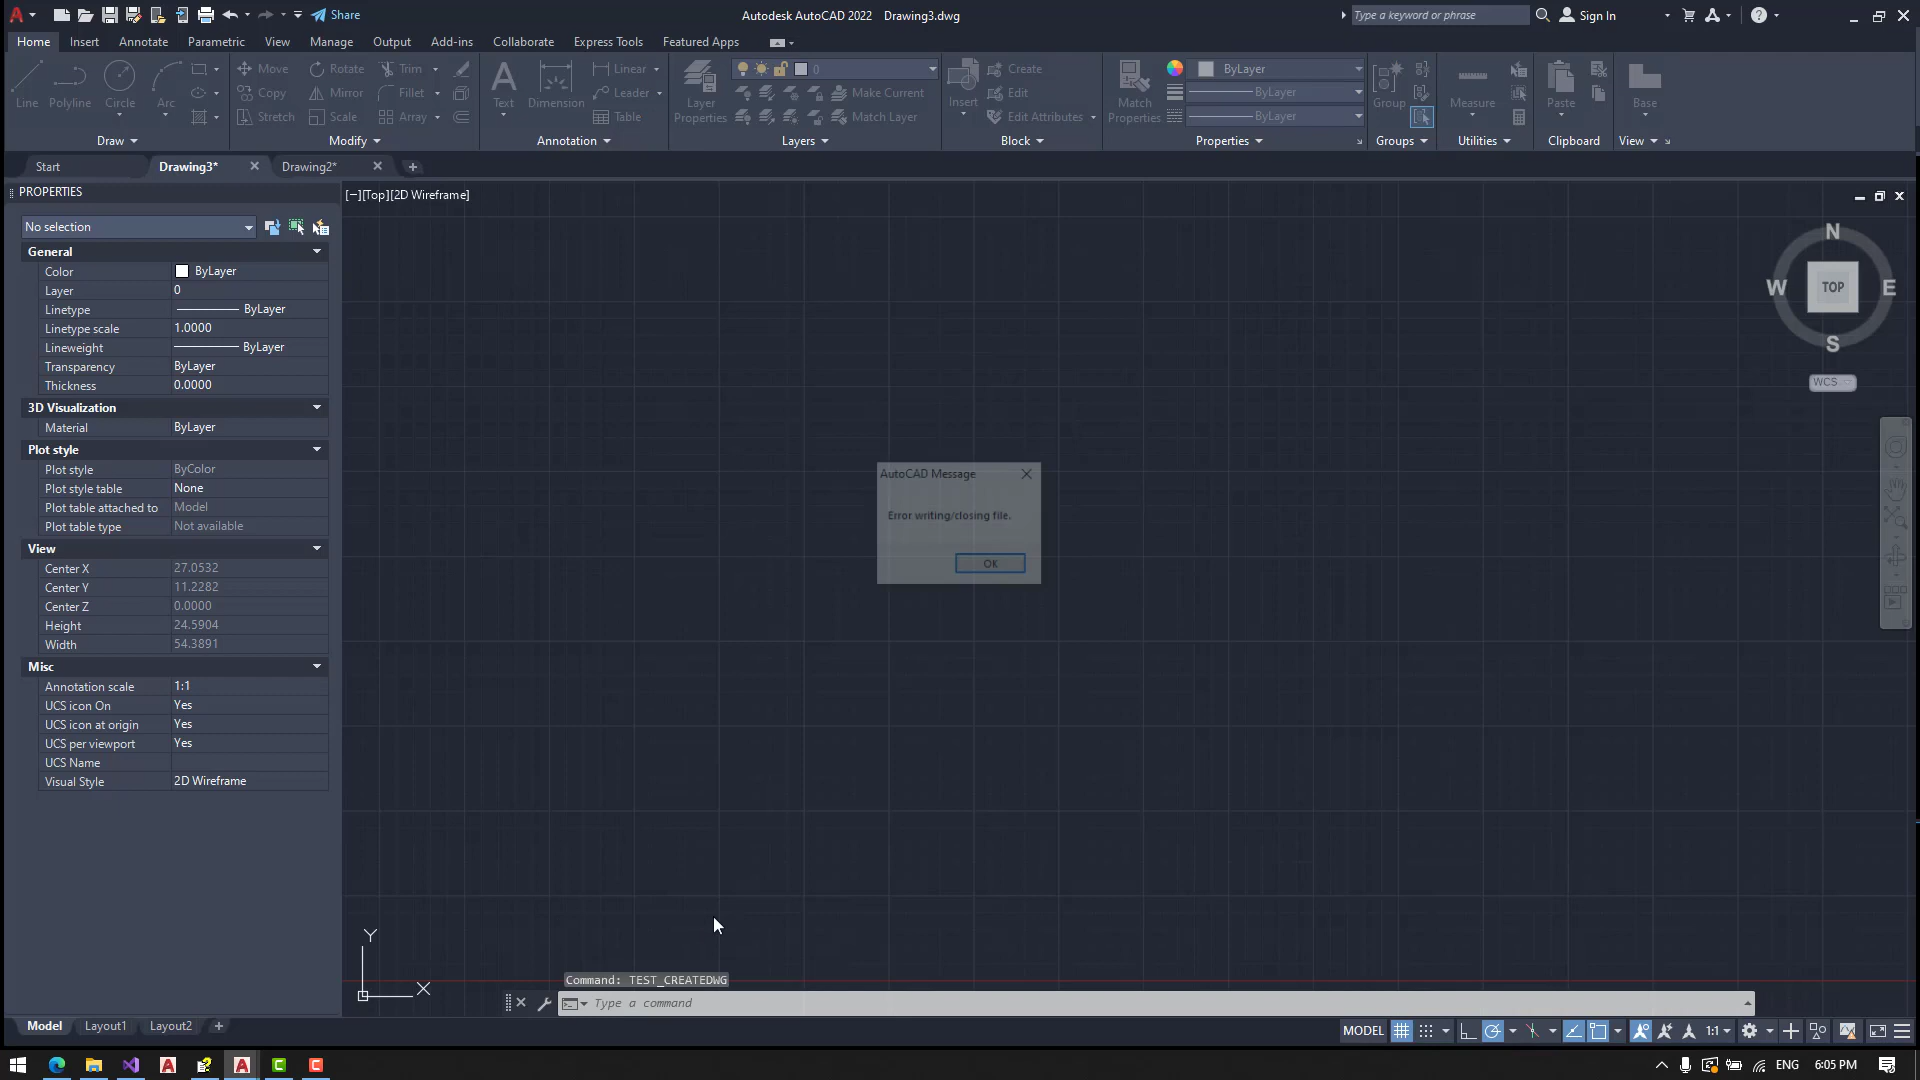 Share
Autodesk AutoCAD 2022 Drawing3.dwg
Type a keyword or phrase
Sign In
Home Insert Annotate Parametric View Manage Output Add-ins Collaborate Express Tools Featured Apps
Line Polyline Circle Arc
Move Rotate Trim
Copy Mirror Fillet
Stretch Scale Array
Text Dimension
Linear
Leader
Table
Layer Properties
0
Make Current
Match Layer
Insert
Create
Edit
Edit Attributes
Match Properties
ByLayer
ByLayer
ByLayer
Group
Measure
Paste
Base
Draw Modify Annotation Layers Block Properties Groups Utilities Clipboard View
Start Drawing3* Drawing2*
PROPERTIES
[−][Top][2D Wireframe]
No selection
General
Color ByLayer
Layer 0
Linetype ByLayer
Linetype scale 1.0000
Lineweight ByLayer
Transparency ByLayer
Thickness 0.0000
3D Visualization
Material ByLayer
Plot style
Plot style ByColor
Plot style table None
Plot table attached to Model
Plot table type Not available
View
Center X 27.0532
Center Y 11.2282
Center Z 0.0000
Height 24.5904
Width 54.3891
Misc
Annotation scale 1:1
UCS icon On Yes
UCS icon at origin Yes
UCS per viewport Yes
UCS Name
Visual Style 2D Wireframe
N
W TOP E
S
WCS
AutoCAD Message
Error writing/closing file.
OK
Y
X
Command: TEST_CREATEDWG
Type a command
Model Layout1 Layout2
MODEL
1:1
ENG
6:05 PM